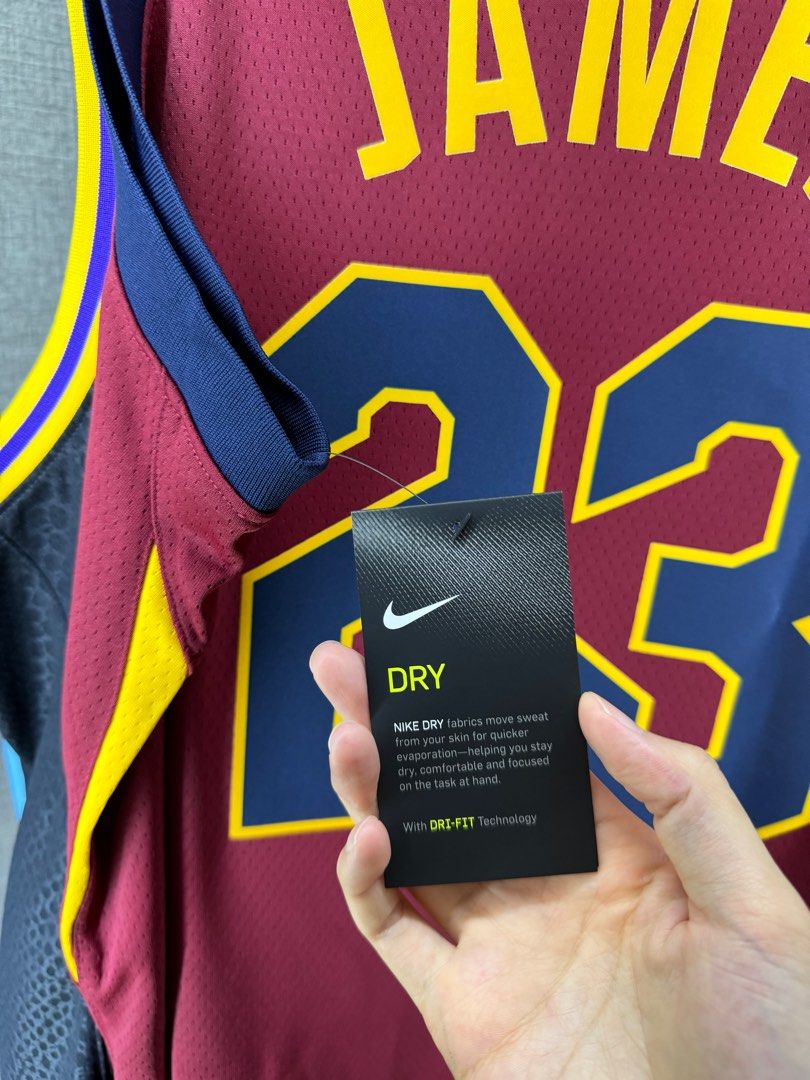 JAMES
23
DRY
NIKE DRY fabrics move sweat
from your skin for quicker
evaporation—helping you stay
dry, comfortable and focused
on the task at hand.
With DRI-FIT Technology